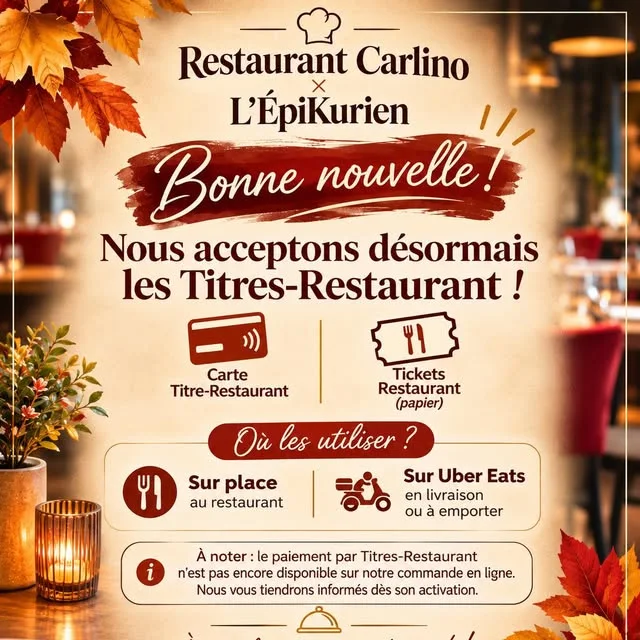 Restaurant Carlino
×
L'ÉpiKurien
Bonne nouvelle !
Nous acceptons désormais
les Titres-Restaurant !
Carte
Titre-Restaurant
Tickets
Restaurant
(papier)
Où les utiliser ?
Sur place
au restaurant
Sur Uber Eats
en livraison
ou à emporter
À noter : le paiement par Titres-Restaurant
n'est pas encore disponible sur notre commande en ligne.
Nous vous tiendrons informés dès son activation.